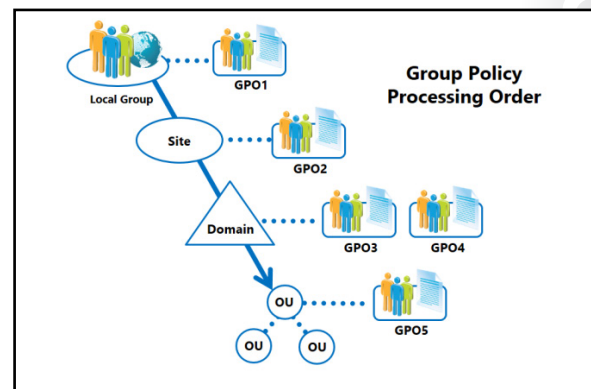 Group Policy
Processing Order
Local Group
GPO1
Site
GPO2
Domain
GPO3
GPO4
OU
GPO5
OU
OU